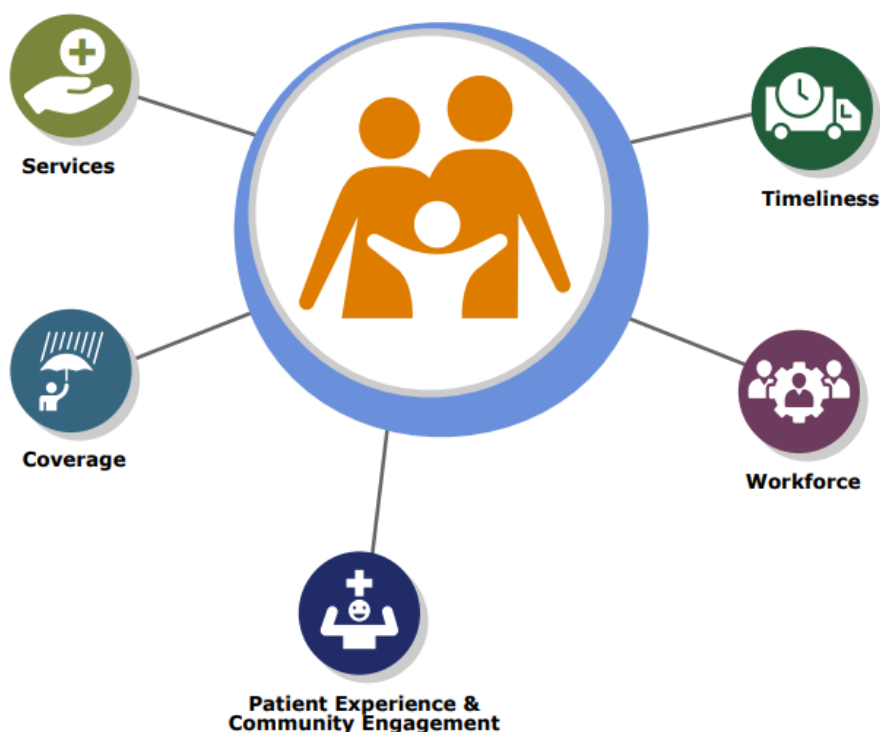 Services
Timeliness
Coverage
Workforce
Patient Experience &
Community Engagement